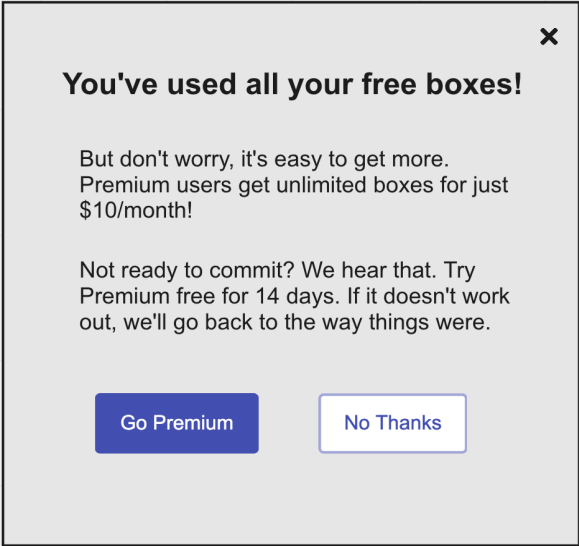 You've used all your free boxes!
But don't worry, it's easy to get more.
Premium users get unlimited boxes for just
$10/month!
Not ready to commit? We hear that. Try
Premium free for 14 days. If it doesn't work
out, we'll go back to the way things were.
Go Premium
No Thanks